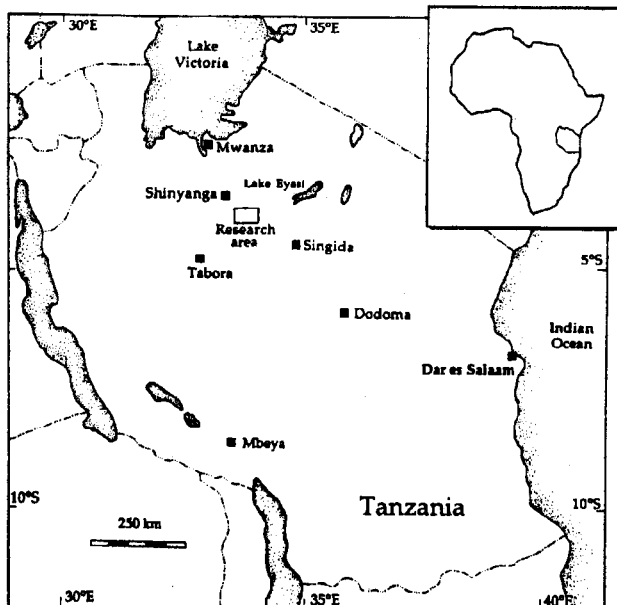 30°E
35°E
Lake
Victoria
Mwanza
Lake Eyasi
Shinyanga
Research
area
Singida
Tabora
5°S
Dodoma
Indian
Ocean
Dar es Salaam
Mbeya
10°S
Tanzania
10°S
250 km
30°E
35°E
40°E